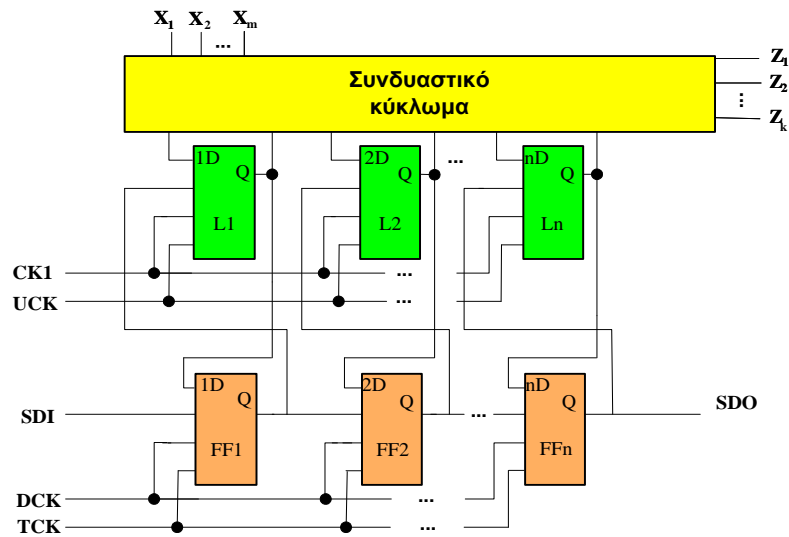 X1 X2 ... Xm
Συνδυαστικό
κύκλωμα
Z1
Z2
...
Zk
1D Q L1
2D Q L2
...
nD Q Ln
CK1 ...
UCK ...
1D Q FF1
2D Q FF2
nD Q FFn
SDI ... SDO
DCK ...
TCK ...